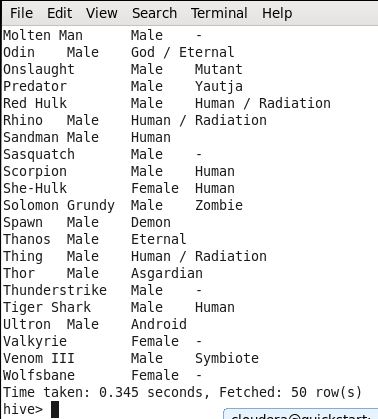 File Edit View Search Terminal Help
Molten Man Male -
Odin Male God / Eternal
Onslaught Male Mutant
Predator Male Yautja
Red Hulk Male Human / Radiation
Rhino Male Human / Radiation
Sandman Male Human
Sasquatch Male -
Scorpion Male Human
She-Hulk Female Human
Solomon Grundy Male Zombie
Spawn Male Demon
Thanos Male Eternal
Thing Male Human / Radiation
Thor Male Asgardian
Thunderstrike Male -
Tiger Shark Male Human
Ultron Male Android
Valkyrie Female -
Venom III Male Symbiote
Wolfsbane Female -
Time taken: 0.345 seconds, Fetched: 50 row(s)
hive>
cloudera@quickstart: